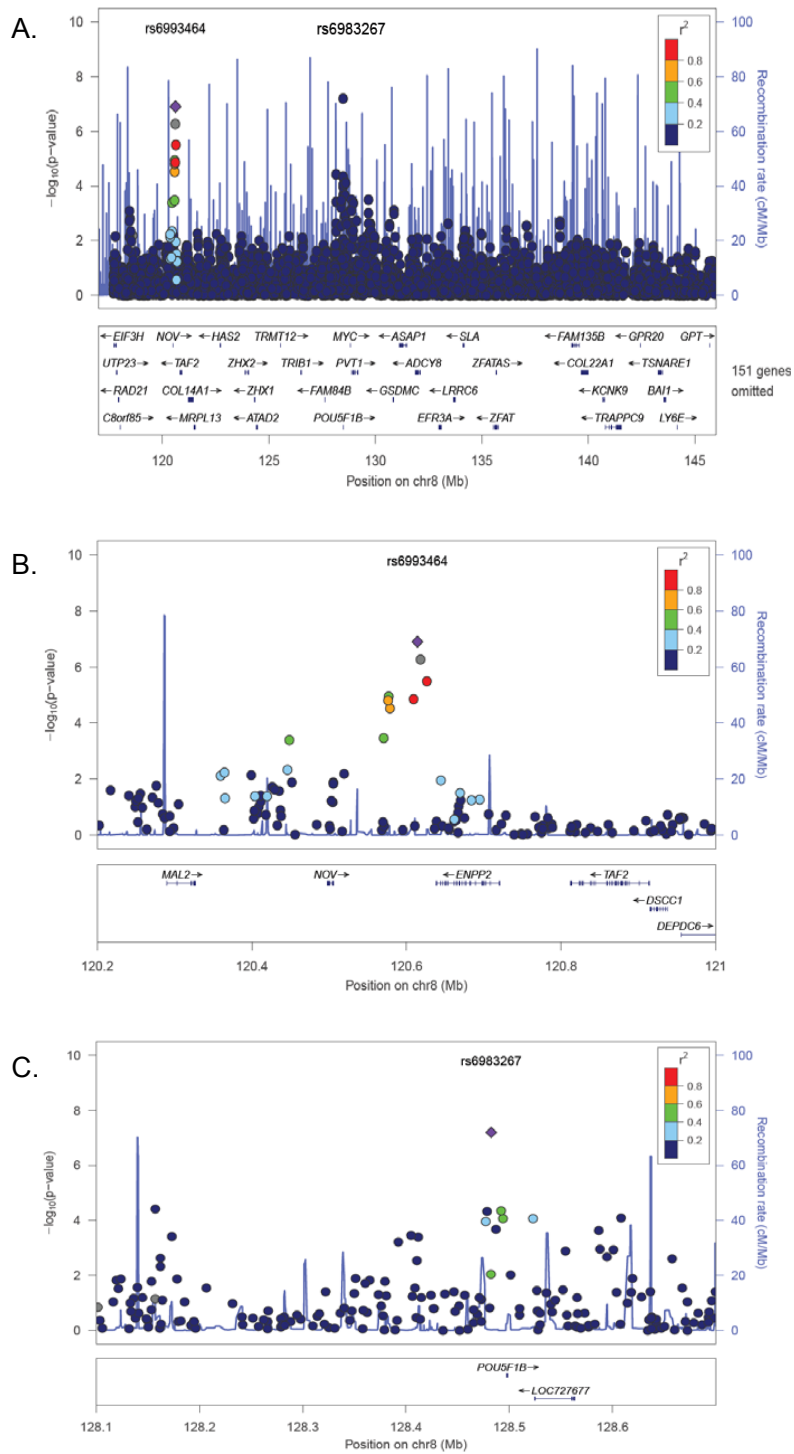 A.
rs6993464 rs6983267
r²
0.8
0.6
0.4
0.2
10
8
6
4
2
0
−log10(p-value)
100
80
60
40
20
0
Recombination rate (cM/Mb)
←EIF3H NOV→ ←HAS2 TRMT12→ MYC→ ←ASAP1 ←SLA ←FAM135B ←GPR20 GPT→
UTP23→ ←TAF2 ZHX2→ TRIB1→ PVT1→ ←ADCY8 ZFATAS→ ←COL22A1 ←TSNARE1
←RAD21 COL14A1→ ←ZHX1 ←FAM84B ←GSDMC ←LRRC6 ←KCNK9 BAI1→
C8orf85→ ←MRPL13 ←ATAD2 POU5F1B→ EFR3A→ ←ZFAT ←TRAPPC9 LY6E→
151 genes
omitted
120 125 130 135 140 145
Position on chr8 (Mb)
B.
rs6993464
r²
0.8
0.6
0.4
0.2
10
8
6
4
2
0
−log10(p-value)
100
80
60
40
20
0
Recombination rate (cM/Mb)
MAL2→ NOV→ ←ENPP2 ←TAF2
←DSCC1
DEPDC6→
120.2 120.4 120.6 120.8 121
Position on chr8 (Mb)
C.
rs6983267
r²
0.8
0.6
0.4
0.2
10
8
6
4
2
0
−log10(p-value)
100
80
60
40
20
0
Recombination rate (cM/Mb)
POU5F1B→
←LOC727677
128.1 128.2 128.3 128.4 128.5 128.6
Position on chr8 (Mb)